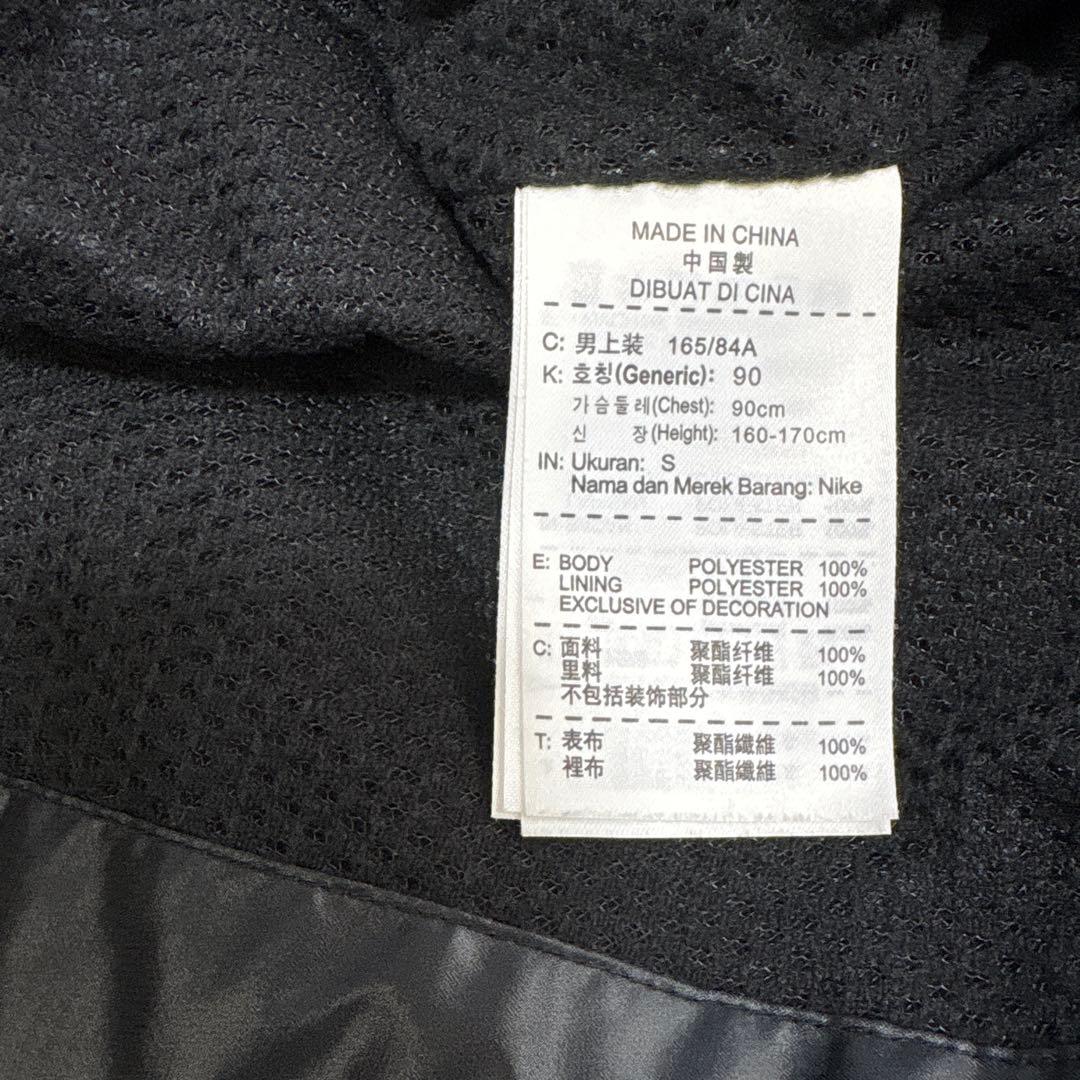 MADE IN CHINA
中国製
DIBUAT DI CINA
C: 男上装 165/84A
K: 호칭(Generic): 90
가슴둘레(Chest): 90cm
신 장(Height): 160-170cm
IN: Ukuran: S
Nama dan Merek Barang: Nike
E: BODY POLYESTER 100%
LINING POLYESTER 100%
EXCLUSIVE OF DECORATION
C: 面料 聚酯纤维 100%
里料 聚酯纤维 100%
不包括装饰部分
T: 表布 聚酯纖維 100%
裡布 聚酯纖維 100%